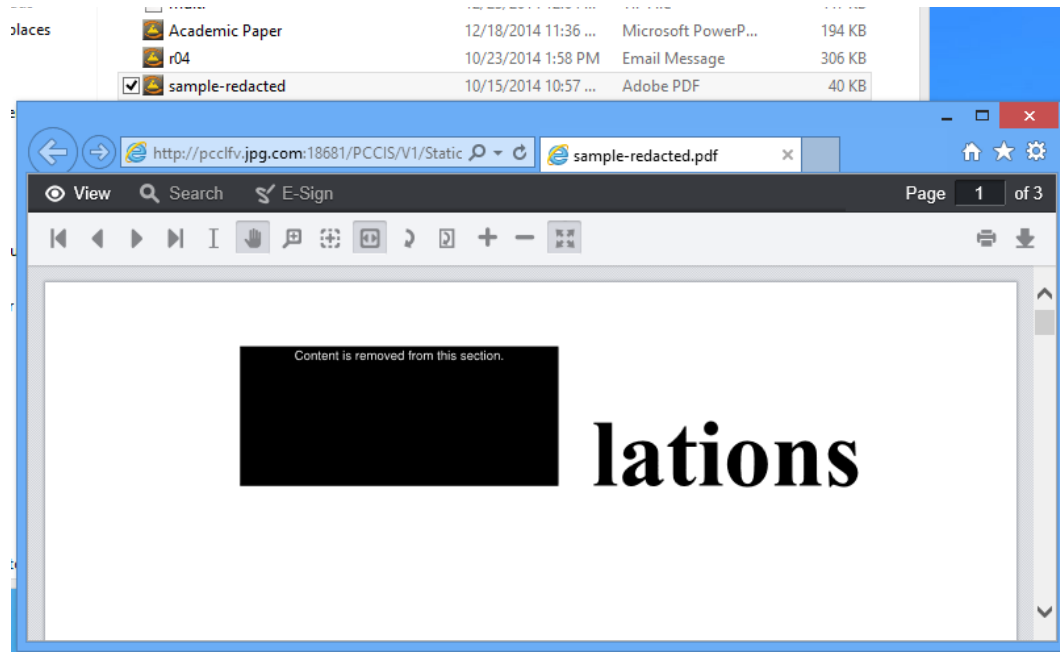 places
Academic Paper 12/18/2014 11:36 ... Microsoft PowerP... 194 KB
r04 10/23/2014 1:58 PM Email Message 306 KB
sample-redacted 10/15/2014 10:57 ... Adobe PDF 40 KB
http://pcclfv.jpg.com:18681/PCCIS/V1/Static sample-redacted.pdf
View Search E-Sign Page 1 of 3
Content is removed from this section.
lations